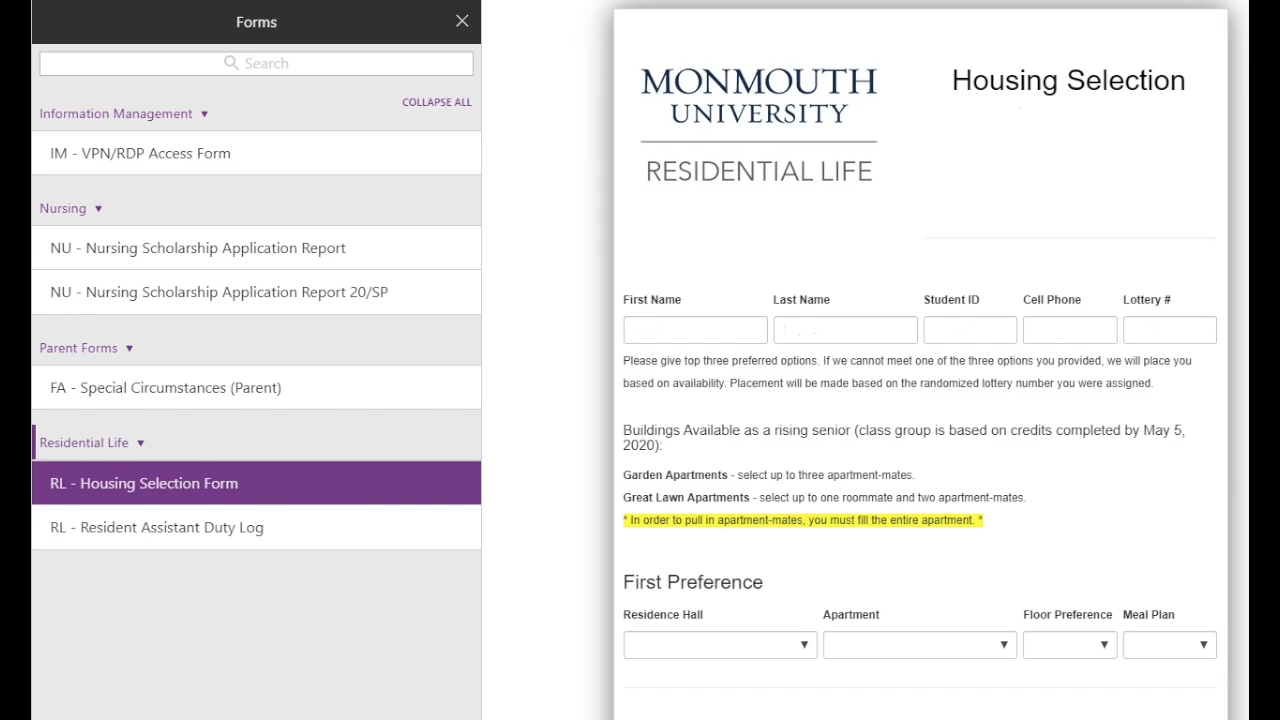 Forms
Search
COLLAPSE ALL
Information Management
IM - VPN/RDP Access Form
Nursing
NU - Nursing Scholarship Application Report
NU - Nursing Scholarship Application Report 20/SP
Parent Forms
FA - Special Circumstances (Parent)
Residential Life
RL - Housing Selection Form
RL - Resident Assistant Duty Log
MONMOUTH
UNIVERSITY
RESIDENTIAL LIFE
Housing Selection
First Name Last Name Student ID Cell Phone Lottery #
Please give top three preferred options. If we cannot meet one of the three options you provided, we will place you
based on availability. Placement will be made based on the randomized lottery number you were assigned.
Buildings Available as a rising senior (class group is based on credits completed by May 5,
2020):
Garden Apartments - select up to three apartment-mates.
Great Lawn Apartments - select up to one roommate and two apartment-mates.
* In order to pull in apartment-mates, you must fill the entire apartment. *
First Preference
Residence Hall Apartment Floor Preference Meal Plan